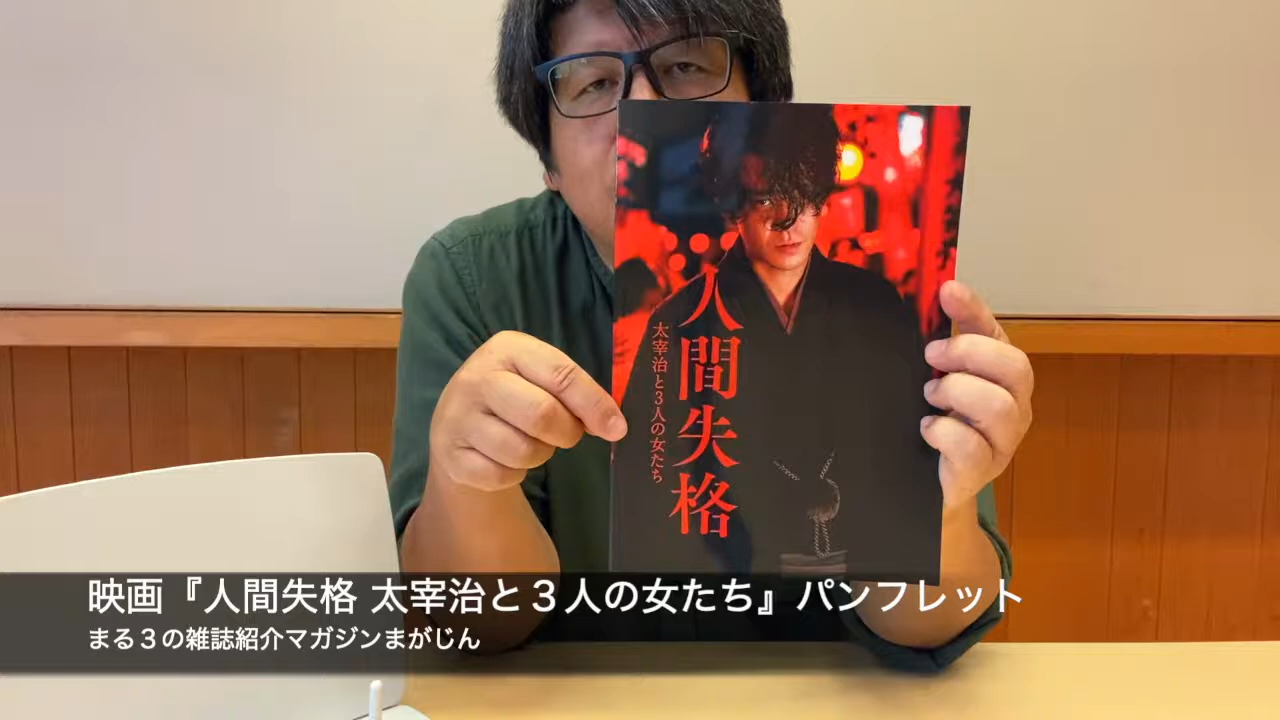 人間失格
太宰治と3人の女たち
映画『人間失格 太宰治と３人の女たち』パンフレット
まる３の雑誌紹介マガジンまがじん